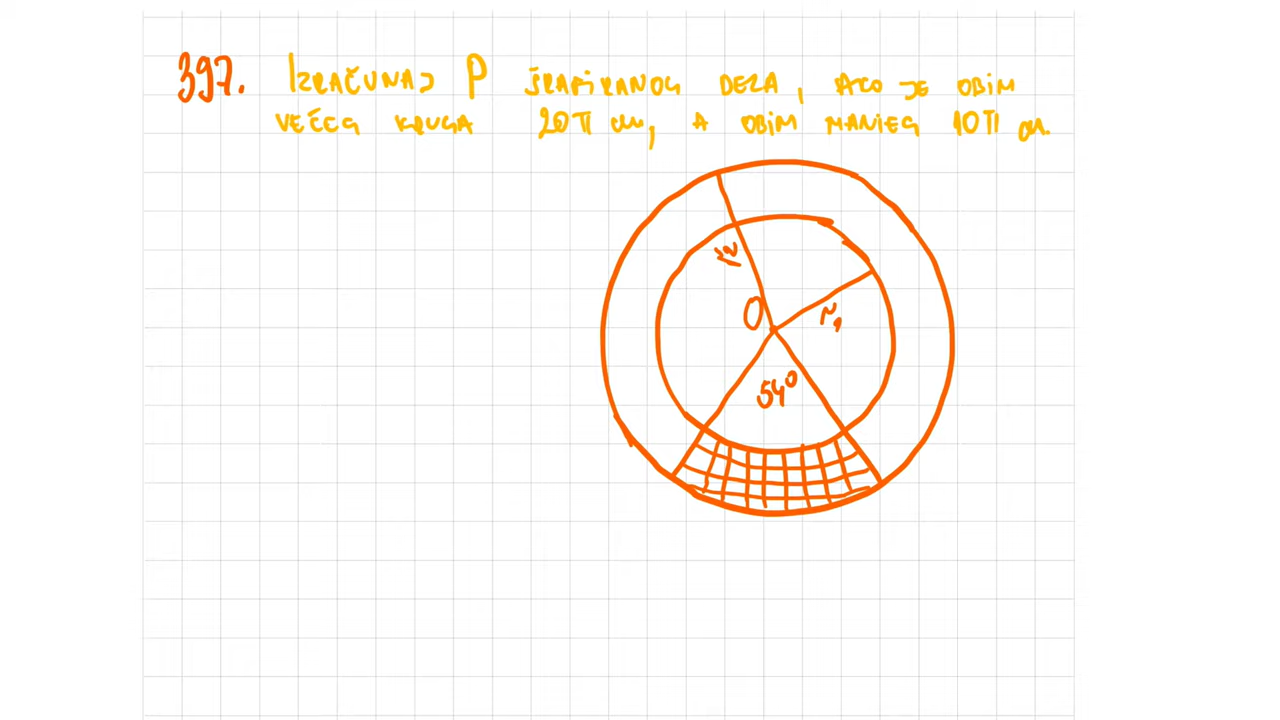 397. IZRAČUNAJ P ŠRAFIRANOG DELA, AKO JE OBIM
VEĆEG KRUGA 20π cm, A OBIM MANJEG 10π cm.
r₂
O
r₁
54°